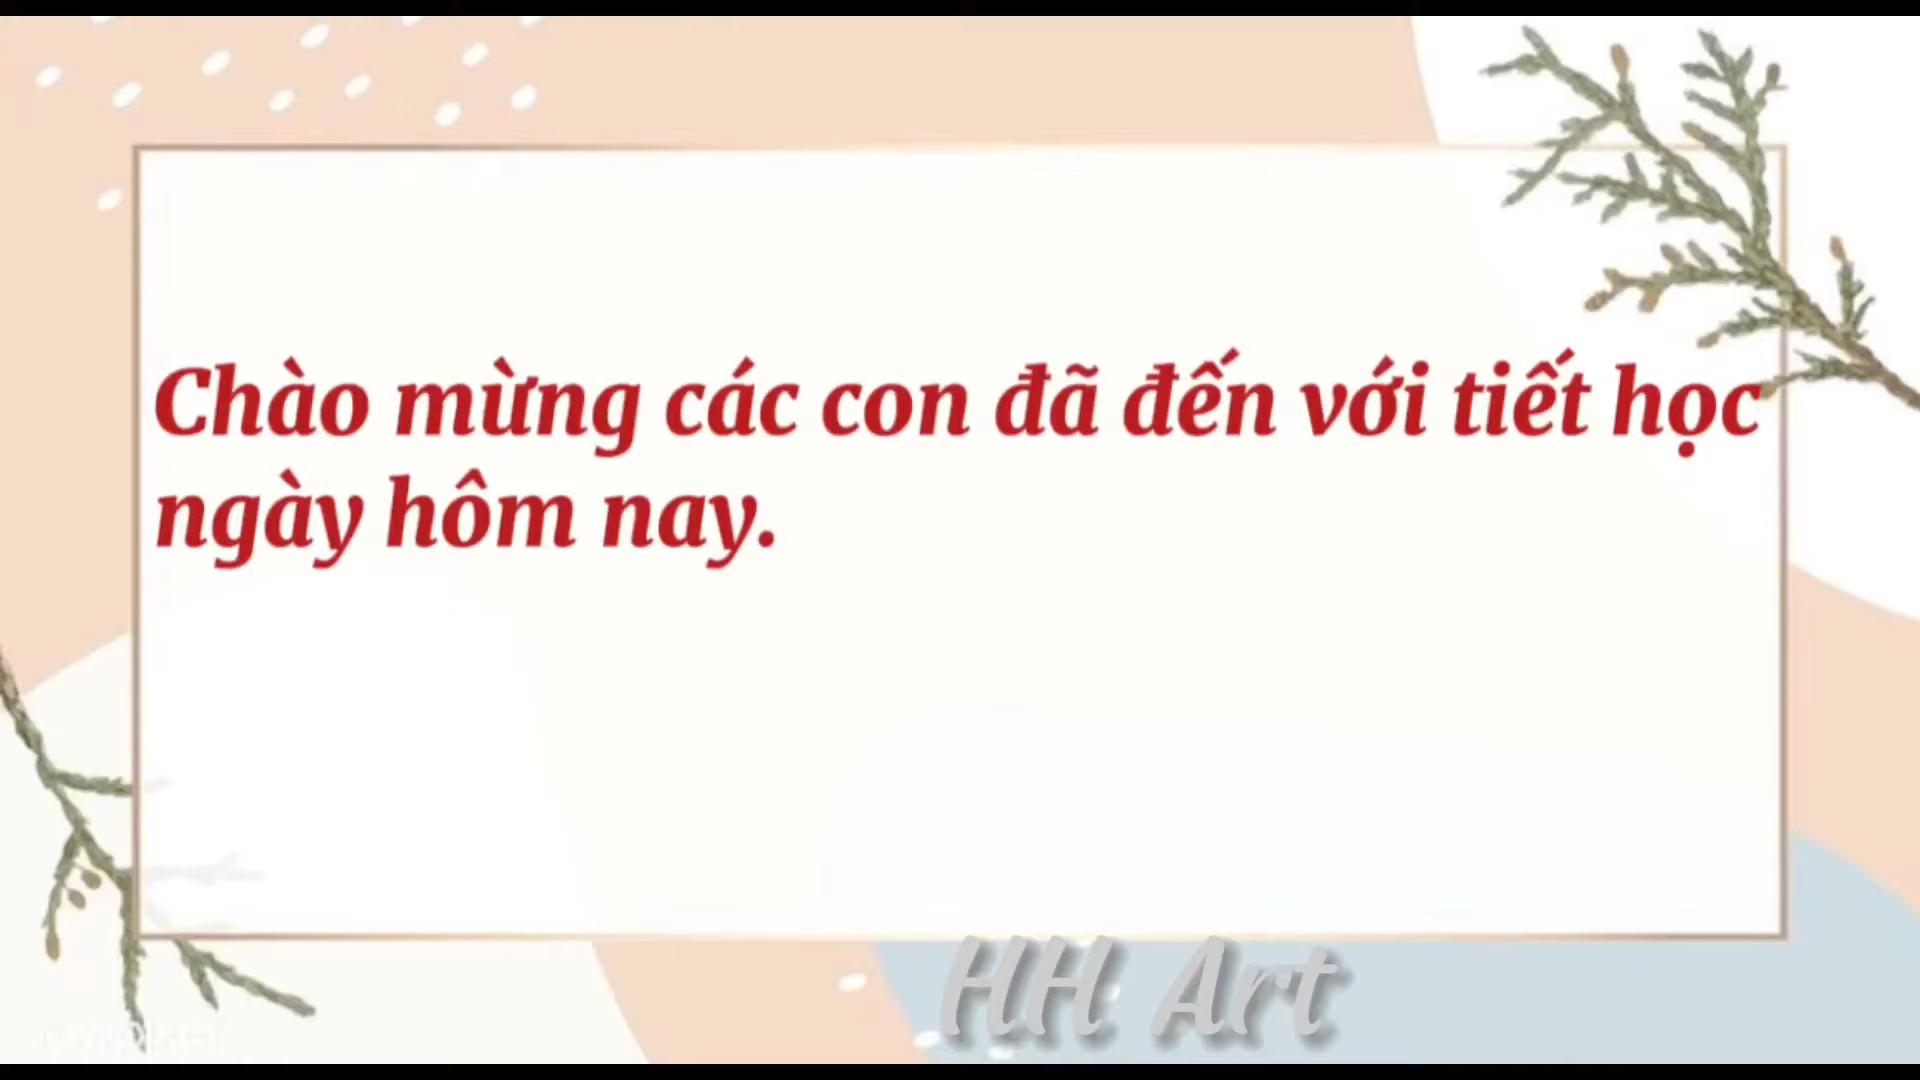 Chào mừng các con đã đến với tiết học
ngày hôm nay.
HH Art